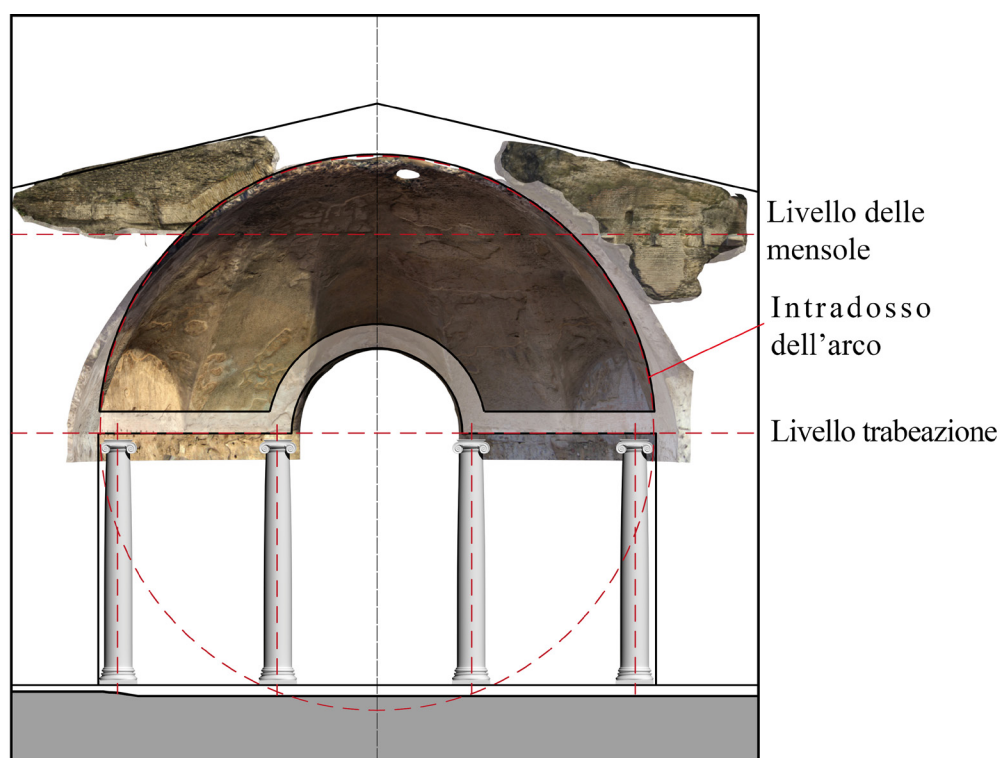 Livello delle
mensole
Intradosso
dell’arco
Livello trabeazione